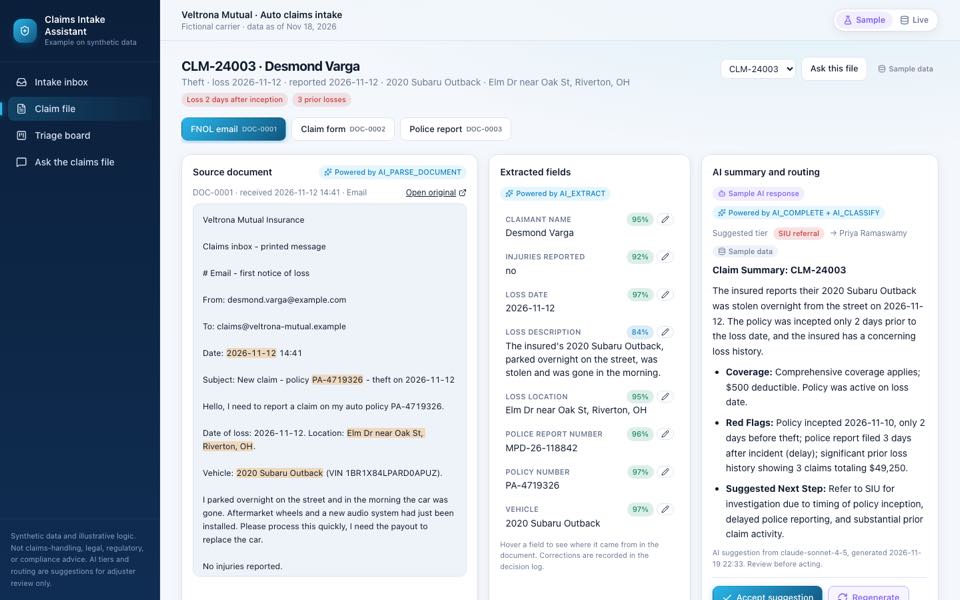 Claims Intake
Assistant
Example on synthetic data
Intake inbox
Claim file
Triage board
Ask the claims file
Synthetic data and illustrative logic.
Not claims-handling, legal, regulatory,
or compliance advice. AI tiers and
routing are suggestions for adjuster
review only.
Veltrona Mutual · Auto claims intake
Fictional carrier · data as of Nov 18, 2026
Sample
Live
CLM-24003 · Desmond Varga
Theft · loss 2026-11-12 · reported 2026-11-12 · 2020 Subaru Outback · Elm Dr near Oak St, Riverton, OH
Loss 2 days after inception
3 prior losses
CLM-24003
Ask this file
Sample data
FNOL email DOC-0001
Claim form DOC-0002
Police report DOC-0003
Source document
Powered by AI_PARSE_DOCUMENT
DOC-0001 · received 2026-11-12 14:41 · Email
Open original
Veltrona Mutual Insurance
Claims inbox - printed message
# Email - first notice of loss
From: desmond.varga@example.com
To: claims@veltrona-mutual.example
Date: 2026-11-12 14:41
Subject: New claim - policy PA-4719326 - theft on 2026-11-12
Hello, I need to report a claim on my auto policy PA-4719326.
Date of loss: 2026-11-12. Location: Elm Dr near Oak St,
Riverton, OH.
Vehicle: 2020 Subaru Outback (VIN 1BR1X84LPARD0APUZ).
I parked overnight on the street and in the morning the car was
gone. Aftermarket wheels and a new audio system had just been
installed. Please process this quickly, I need the payout to
replace the car.
No injuries reported.
Extracted fields
Powered by AI_EXTRACT
CLAIMANT NAME 95%
Desmond Varga
INJURIES REPORTED 92%
no
LOSS DATE 97%
2026-11-12
LOSS DESCRIPTION 84%
The insured's 2020 Subaru Outback,
parked overnight on the street, was
stolen and was gone in the morning.
LOSS LOCATION 95%
Elm Dr near Oak St, Riverton, OH
POLICE REPORT NUMBER 96%
MPD-26-118842
POLICY NUMBER 97%
PA-4719326
VEHICLE 97%
2020 Subaru Outback
Hover a field to see where it came from in the
document. Corrections are recorded in the
decision log.
AI summary and routing
Sample AI response
Powered by AI_COMPLETE + AI_CLASSIFY
Suggested tier SIU referral → Priya Ramaswamy
Sample data
Claim Summary: CLM-24003
The insured reports their 2020 Subaru Outback
was stolen overnight from the street on 2026-11-
12. The policy was incepted only 2 days prior to
the loss date, and the insured has a concerning
loss history.
• Coverage: Comprehensive coverage applies;
$500 deductible. Policy was active on loss
date.
• Red Flags: Policy incepted 2026-11-10, only 2
days before theft; police report filed 3 days
after incident (delay); significant prior
loss history showing 3 claims totaling $49,250.
• Suggested Next Step: Refer to SIU for
investigation due to timing of policy inception,
delayed police reporting, and substantial prior
claim activity.
AI suggestion from claude-sonnet-4-5, generated 2026-11-
19 22:33. Review before acting.
Accept suggestion
Regenerate